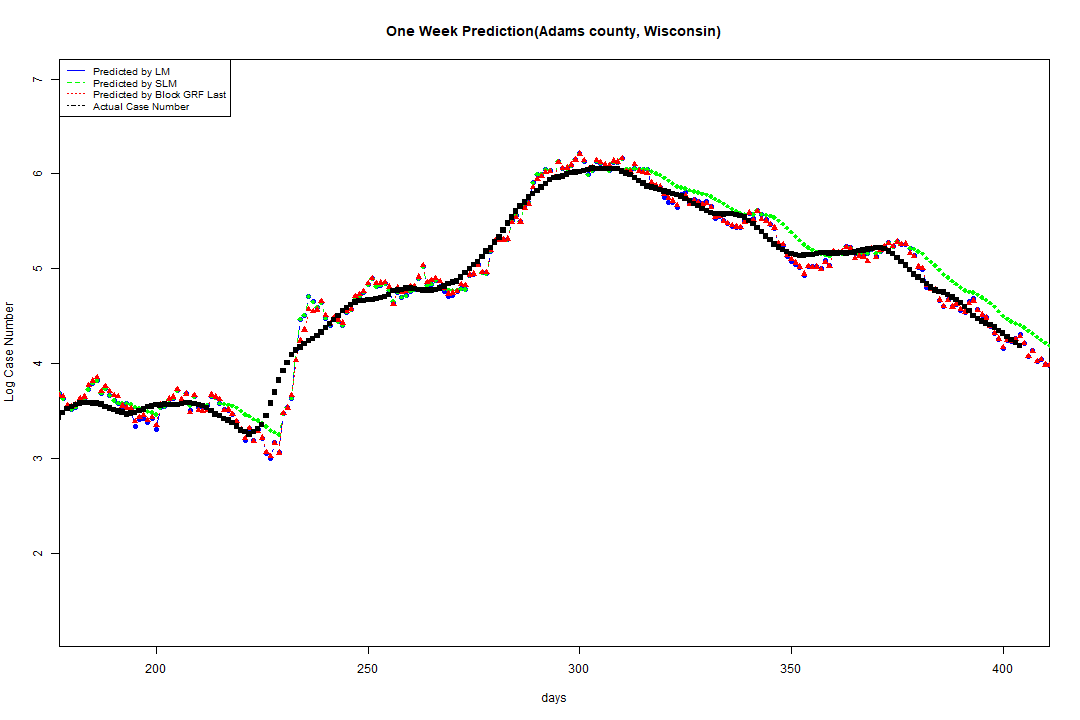 One Week Prediction(Adams county, Wisconsin)
Predicted by LM
Predicted by SLM
Predicted by Block GRF Last
Actual Case Number
7
6
5
4
3
2
Log Case Number
200 250 300 350 400
days